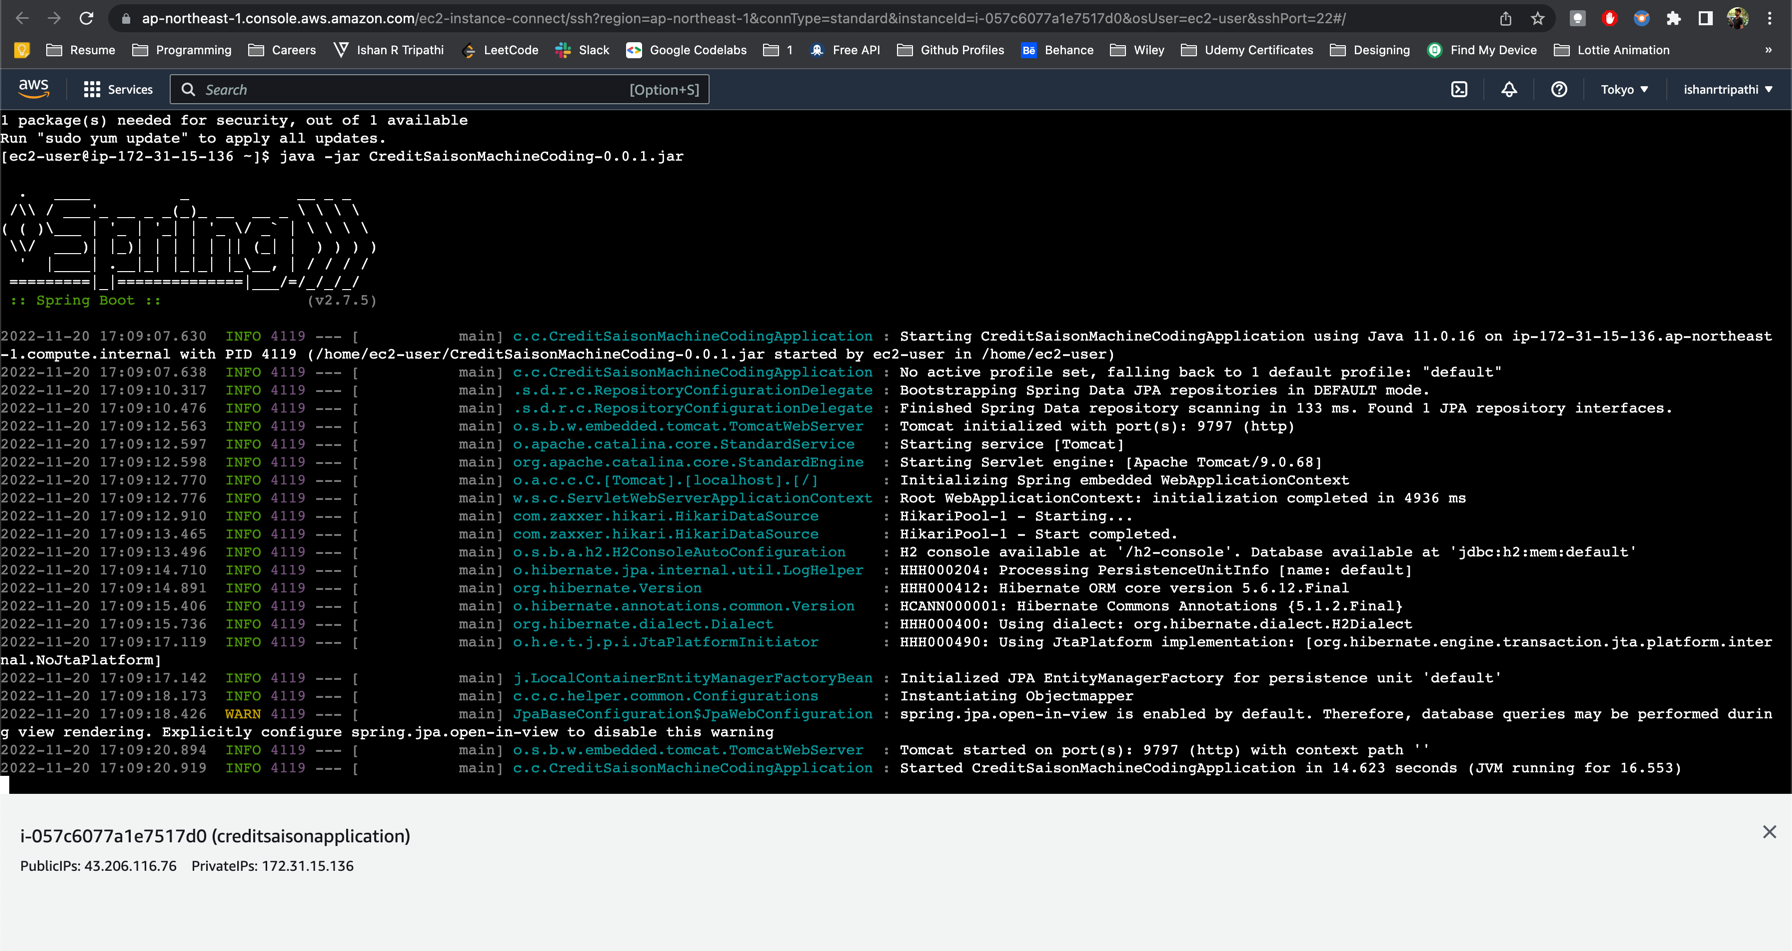 ap-northeast-1.console.aws.amazon.com/ec2-instance-connect/ssh?region=ap-northeast-1&connType=standard&instanceId=i-057c6077a1e7517d0&osUser=ec2-user&sshPort=22#/
Resume Programming Careers Ishan R Tripathi LeetCode Slack Google Codelabs 1 Free API Github Profiles Bē Behance Wiley Udemy Certificates Designing Find My Device Lottie Animation »
aws Services Search [Option+S] Tokyo ▼ ishanrtripathi ▼
1 package(s) needed for security, out of 1 available
Run "sudo yum update" to apply all updates.
[ec2-user@ip-172-31-15-136 ~]$ java -jar CreditSaisonMachineCoding-0.0.1.jar
  .   ____          _            __ _ _
 /\\ / ___'_ __ _ _(_)_ __  __ _ \ \ \ \
( ( )\___ | '_ | '_| | '_ \/ _` | \ \ \ \
 \\/  ___)| |_)| | | | | || (_| |  ) ) ) )
  '  |____| .__|_| |_|_| |_\__, | / / / /
 =========|_|==============|___/=/_/_/_/
 :: Spring Boot ::                (v2.7.5)
2022-11-20 17:09:07.630  INFO 4119 --- [           main] c.c.CreditSaisonMachineCodingApplication : Starting CreditSaisonMachineCodingApplication using Java 11.0.16 on ip-172-31-15-136.ap-northeast
-1.compute.internal with PID 4119 (/home/ec2-user/CreditSaisonMachineCoding-0.0.1.jar started by ec2-user in /home/ec2-user)
2022-11-20 17:09:07.638  INFO 4119 --- [           main] c.c.CreditSaisonMachineCodingApplication : No active profile set, falling back to 1 default profile: "default"
2022-11-20 17:09:10.317  INFO 4119 --- [           main] .s.d.r.c.RepositoryConfigurationDelegate : Bootstrapping Spring Data JPA repositories in DEFAULT mode.
2022-11-20 17:09:10.476  INFO 4119 --- [           main] .s.d.r.c.RepositoryConfigurationDelegate : Finished Spring Data repository scanning in 133 ms. Found 1 JPA repository interfaces.
2022-11-20 17:09:12.563  INFO 4119 --- [           main] o.s.b.w.embedded.tomcat.TomcatWebServer  : Tomcat initialized with port(s): 9797 (http)
2022-11-20 17:09:12.597  INFO 4119 --- [           main] o.apache.catalina.core.StandardService   : Starting service [Tomcat]
2022-11-20 17:09:12.598  INFO 4119 --- [           main] org.apache.catalina.core.StandardEngine  : Starting Servlet engine: [Apache Tomcat/9.0.68]
2022-11-20 17:09:12.770  INFO 4119 --- [           main] o.a.c.c.C.[Tomcat].[localhost].[/]       : Initializing Spring embedded WebApplicationContext
2022-11-20 17:09:12.776  INFO 4119 --- [           main] w.s.c.ServletWebServerApplicationContext : Root WebApplicationContext: initialization completed in 4936 ms
2022-11-20 17:09:12.910  INFO 4119 --- [           main] com.zaxxer.hikari.HikariDataSource       : HikariPool-1 - Starting...
2022-11-20 17:09:13.465  INFO 4119 --- [           main] com.zaxxer.hikari.HikariDataSource       : HikariPool-1 - Start completed.
2022-11-20 17:09:13.496  INFO 4119 --- [           main] o.s.b.a.h2.H2ConsoleAutoConfiguration    : H2 console available at '/h2-console'. Database available at 'jdbc:h2:mem:default'
2022-11-20 17:09:14.710  INFO 4119 --- [           main] o.hibernate.jpa.internal.util.LogHelper  : HHH000204: Processing PersistenceUnitInfo [name: default]
2022-11-20 17:09:14.891  INFO 4119 --- [           main] org.hibernate.Version                    : HHH000412: Hibernate ORM core version 5.6.12.Final
2022-11-20 17:09:15.406  INFO 4119 --- [           main] o.hibernate.annotations.common.Version   : HCANN000001: Hibernate Commons Annotations {5.1.2.Final}
2022-11-20 17:09:15.736  INFO 4119 --- [           main] org.hibernate.dialect.Dialect            : HHH000400: Using dialect: org.hibernate.dialect.H2Dialect
2022-11-20 17:09:17.119  INFO 4119 --- [           main] o.h.e.t.j.p.i.JtaPlatformInitiator       : HHH000490: Using JtaPlatform implementation: [org.hibernate.engine.transaction.jta.platform.inter
nal.NoJtaPlatform]
2022-11-20 17:09:17.142  INFO 4119 --- [           main] j.LocalContainerEntityManagerFactoryBean : Initialized JPA EntityManagerFactory for persistence unit 'default'
2022-11-20 17:09:18.173  INFO 4119 --- [           main] c.c.c.helper.common.Configurations       : Instantiating Objectmapper
2022-11-20 17:09:18.426  WARN 4119 --- [           main] JpaBaseConfiguration$JpaWebConfiguration : spring.jpa.open-in-view is enabled by default. Therefore, database queries may be performed durin
g view rendering. Explicitly configure spring.jpa.open-in-view to disable this warning
2022-11-20 17:09:20.894  INFO 4119 --- [           main] o.s.b.w.embedded.tomcat.TomcatWebServer  : Tomcat started on port(s): 9797 (http) with context path ''
2022-11-20 17:09:20.919  INFO 4119 --- [           main] c.c.CreditSaisonMachineCodingApplication : Started CreditSaisonMachineCodingApplication in 14.623 seconds (JVM running for 16.553)
i-057c6077a1e7517d0 (creditsaisonapplication)
PublicIPs: 43.206.116.76 PrivateIPs: 172.31.15.136